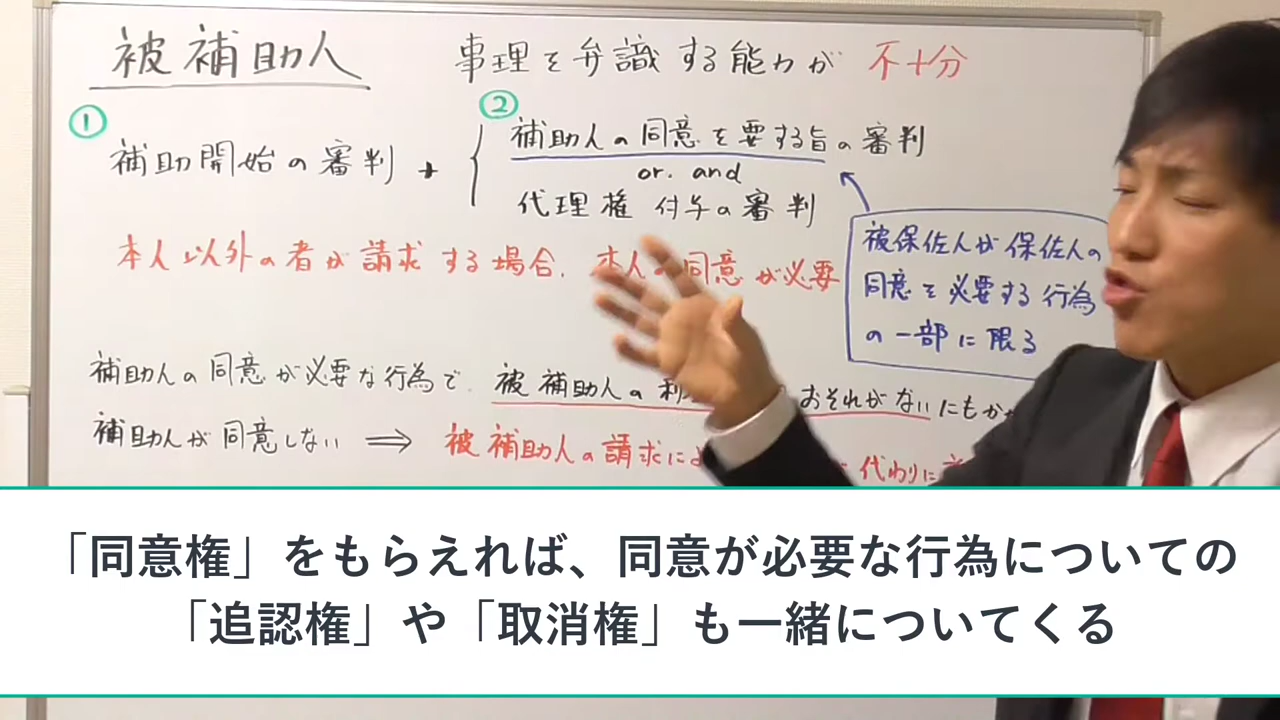 被補助人 事理を弁識する能力が 不十分
① ②
補助開始の審判 + 補助人の同意を要する旨の審判
or. and
代理権付与の審判
本人以外の者が請求する場合、本人の同意が必要
被保佐人が保佐人の
同意を必要する行為
の一部に限る
補助人の同意が必要な行為で、被補助人の利 おそれがないにもか
補助人が同意しない ⇒ 被補助人の請求に 代わりに
「同意権」をもらえれば、同意が必要な行為についての
「追認権」や「取消権」も一緒についてくる